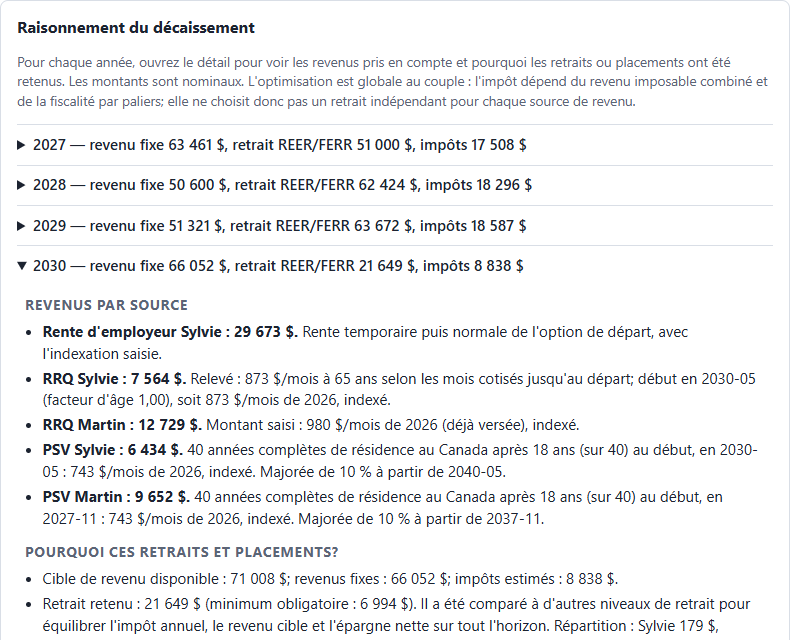 Raisonnement du décaissement
Pour chaque année, ouvrez le détail pour voir les revenus pris en compte et pourquoi les retraits ou placements ont été
retenus. Les montants sont nominaux. L'optimisation est globale au couple : l'impôt dépend du revenu imposable combiné et
de la fiscalité par paliers; elle ne choisit donc pas un retrait indépendant pour chaque source de revenu.
▶ 2027 — revenu fixe 63 461 $, retrait REER/FERR 51 000 $, impôts 17 508 $
▶ 2028 — revenu fixe 50 600 $, retrait REER/FERR 62 424 $, impôts 18 296 $
▶ 2029 — revenu fixe 51 321 $, retrait REER/FERR 63 672 $, impôts 18 587 $
▼ 2030 — revenu fixe 66 052 $, retrait REER/FERR 21 649 $, impôts 8 838 $
REVENUS PAR SOURCE
• Rente d'employeur Sylvie : 29 673 $. Rente temporaire puis normale de l'option de départ, avec
l'indexation saisie.
• RRQ Sylvie : 7 564 $. Relevé : 873 $/mois à 65 ans selon les mois cotisés jusqu'au départ; début en 2030-05
(facteur d'âge 1,00), soit 873 $/mois de 2026, indexé.
• RRQ Martin : 12 729 $. Montant saisi : 980 $/mois de 2026 (déjà versée), indexé.
• PSV Sylvie : 6 434 $. 40 années complètes de résidence au Canada après 18 ans (sur 40) au début, en 2030-
05 : 743 $/mois de 2026, indexé. Majorée de 10 % à partir de 2040-05.
• PSV Martin : 9 652 $. 40 années complètes de résidence au Canada après 18 ans (sur 40) au début, en
2027-11 : 743 $/mois de 2026, indexé. Majorée de 10 % à partir de 2037-11.
POURQUOI CES RETRAITS ET PLACEMENTS?
• Cible de revenu disponible : 71 008 $; revenus fixes : 66 052 $; impôts estimés : 8 838 $.
• Retrait retenu : 21 649 $ (minimum obligatoire : 6 994 $). Il a été comparé à d'autres niveaux de retrait pour
équilibrer l'impôt annuel, le revenu cible et l'épargne nette sur tout l'horizon. Répartition : Sylvie 179 $,